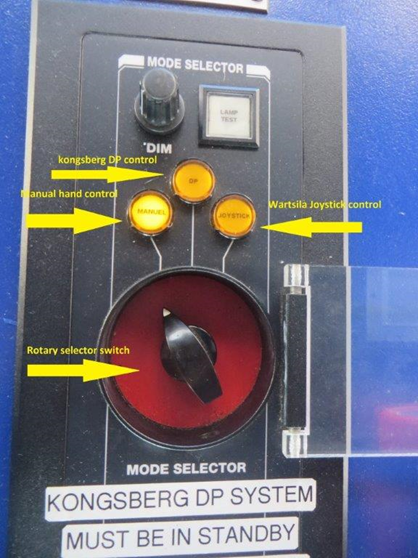 MODE SELECTOR
LAMP
TEST
DIM
kongsberg DP control
DP
Manual hand control
MANUEL
JOYSTICK
Wartsila Joystick control
Rotary selector switch
MODE SELECTOR
KONGSBERG DP SYSTEM
MUST BE IN STANDBY